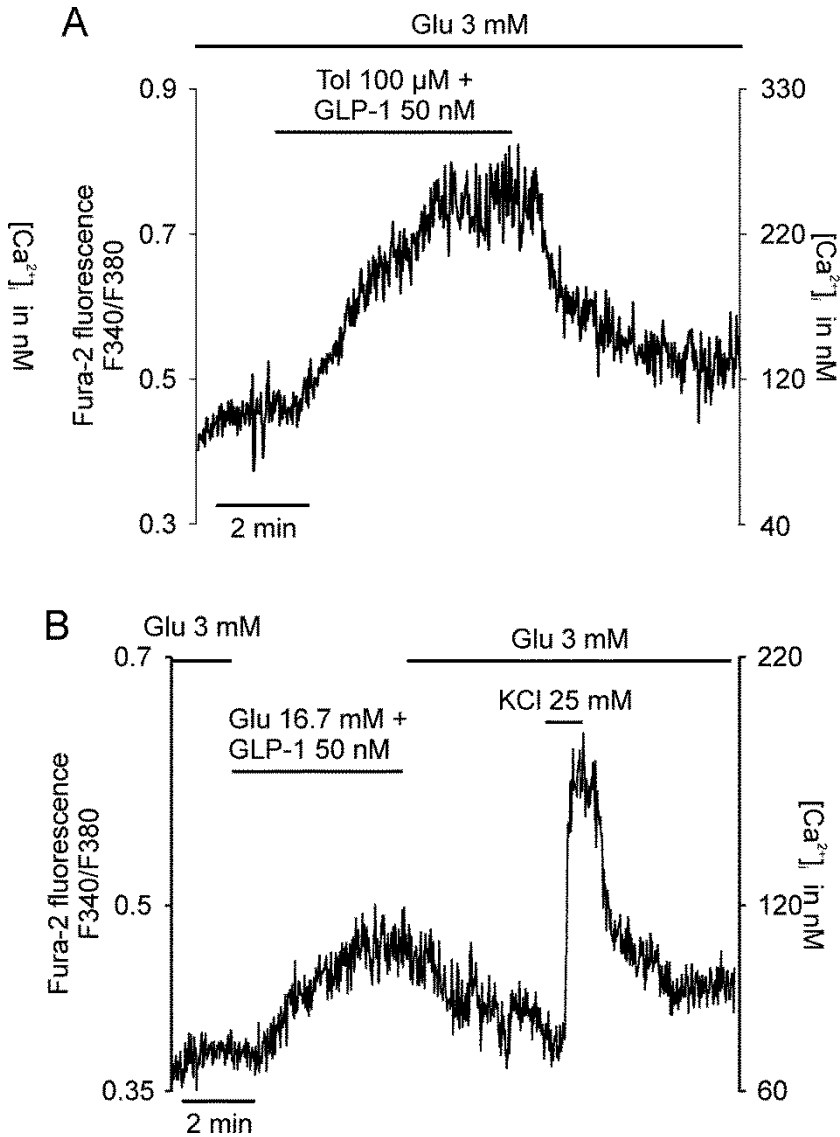 A
Glu 3 mM
Tol 100 µM +
GLP-1 50 nM
0.9
0.7
0.5
0.3
Fura-2 fluorescence
F340/F380
[Ca²⁺]ᵢ in nM
330
220
120
40
[Ca²⁺]ᵢ in nM
2 min
B
Glu 3 mM
Glu 3 mM
Glu 16.7 mM +
GLP-1 50 nM
KCl 25 mM
0.7
0.5
0.35
Fura-2 fluorescence
F340/F380
220
120
60
[Ca²⁺]ᵢ in nM
2 min